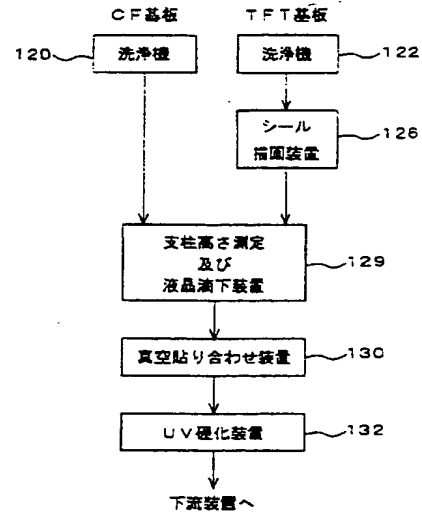 CF基板
TFT基板
120
洗浄機
洗浄機
122
シール
描画装置
126
支柱高さ測定
及び
液晶滴下装置
129
真空貼り合わせ装置
130
UV硬化装置
132
下流装置へ